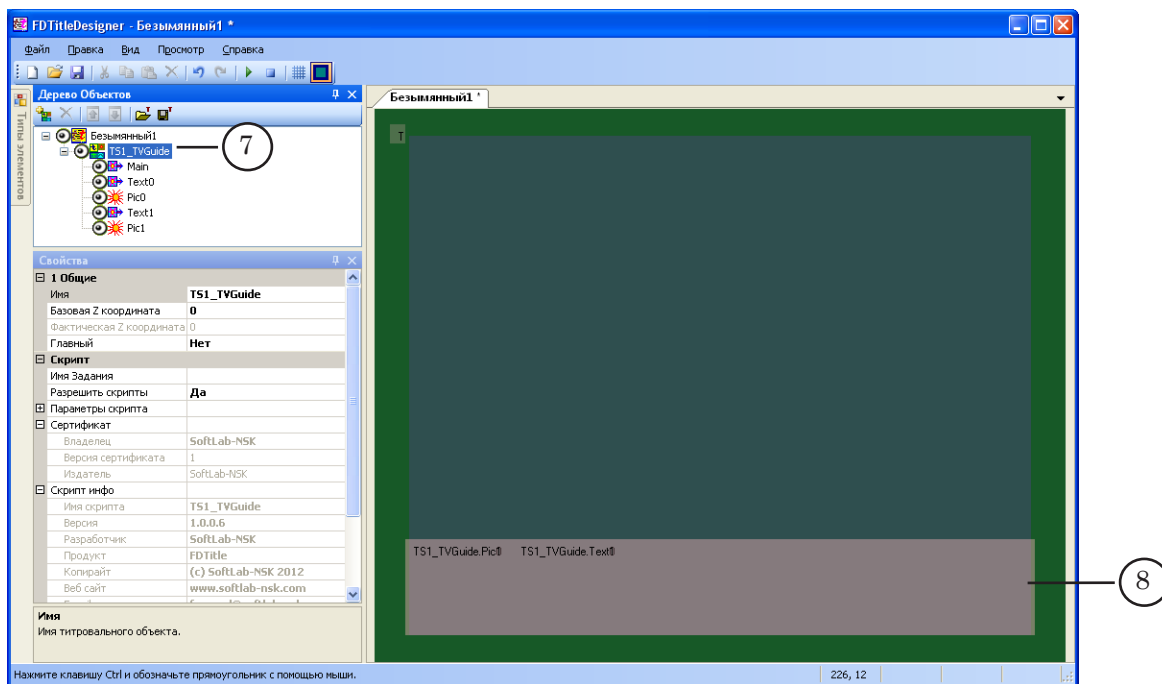 FDTitleDesigner - Безымянный1 *
Файл Правка Вид Просмотр Справка
Типы элементов
Дерево Объектов
Безымянный1
TS1_TVGuide
Main
Text0
Pic0
Text1
Pic1
7
Свойства
1 Общие
Имя TS1_TVGuide
Базовая Z координата 0
Фактическая Z координата 0
Главный Нет
Скрипт
Имя Задания
Разрешить скрипты Да
Параметры скрипта
Сертификат
Владелец SoftLab-NSK
Версия сертификата 1
Издатель SoftLab-NSK
Скрипт инфо
Имя скрипта TS1_TVGuide
Версия 1.0.0.6
Разработчик SoftLab-NSK
Продукт FDTitle
Копирайт (c) SoftLab-NSK 2012
Веб сайт www.softlab-nsk.com
Имя
Имя титровального объекта.
Безымянный1 *
T
TS1_TVGuide.Pic0 TS1_TVGuide.Text0
8
Нажмите клавишу Ctrl и обозначьте прямоугольник с помощью мыши.
226, 12